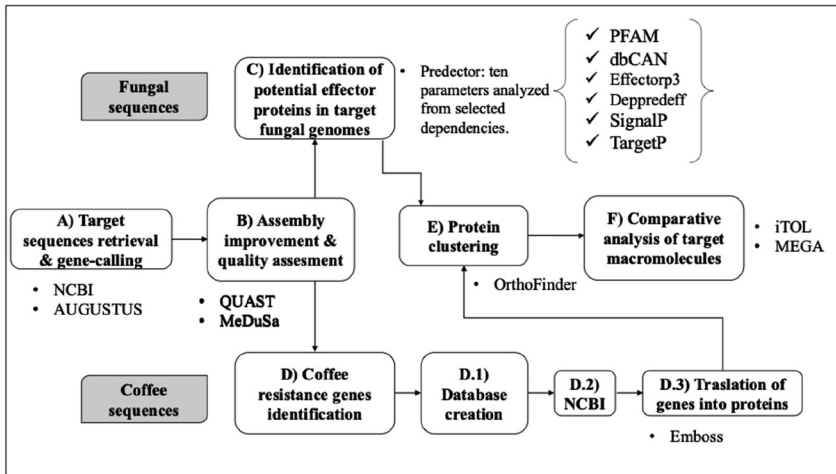 Fungal
sequences
C) Identification of
potential effector
proteins in target
fungal genomes
• Predector: ten
parameters analyzed
from selected
dependencies.
✓ PFAM
✓ dbCAN
✓ Effectorp3
✓ Deppredeff
✓ SignalP
✓ TargetP
A) Target
sequences retrieval
& gene-calling
• NCBI
• AUGUSTUS
B) Assembly
improvement &
quality assesment
• QUAST
• MeDuSa
E) Protein
clustering
• OrthoFinder
F) Comparative
analysis of target
macromolecules
• iTOL
• MEGA
Coffee
sequences
D) Coffee
resistance genes
identification
D.1)
Database
creation
D.2)
NCBI
D.3) Traslation of
genes into proteins
• Emboss